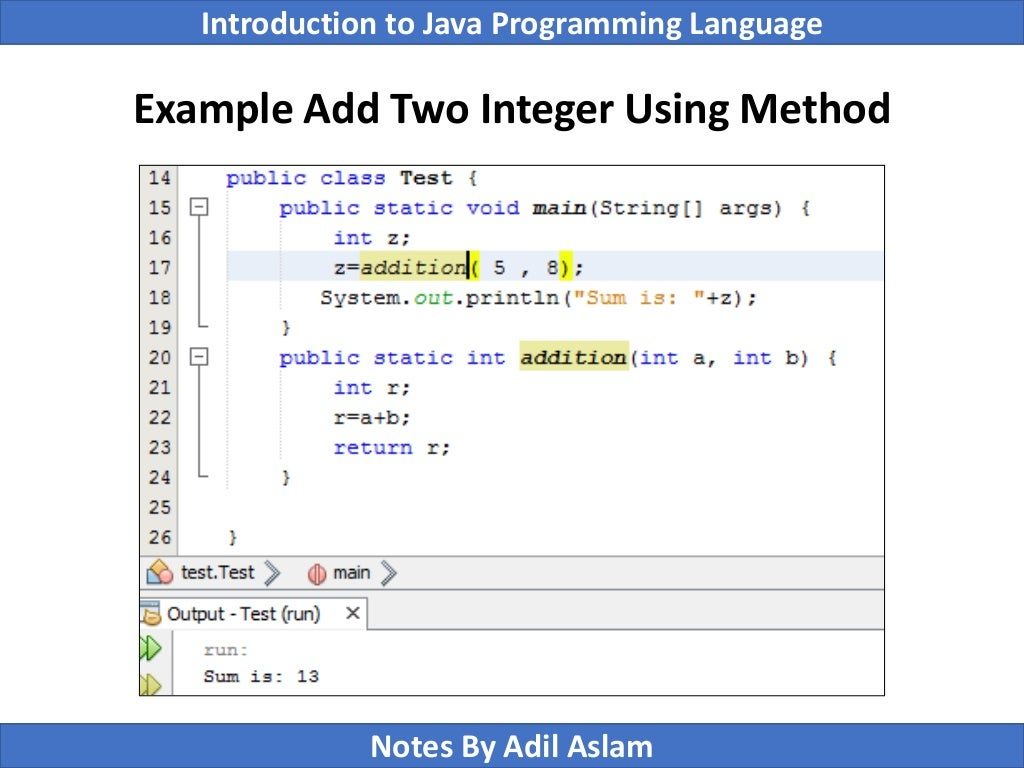 Introduction to Java Programming Language
Example Add Two Integer Using Method
14 public class Test {
15 public static void main(String[] args) {
16 int z;
17 z=addition( 5 , 8);
18 System.out.println("Sum is: "+z);
19 }
20 public static int addition(int a, int b) {
21 int r;
22 r=a+b;
23 return r;
24 }
25
26 }
test.Test main
Output - Test (run)
run:
Sum is: 13
Notes By Adil Aslam